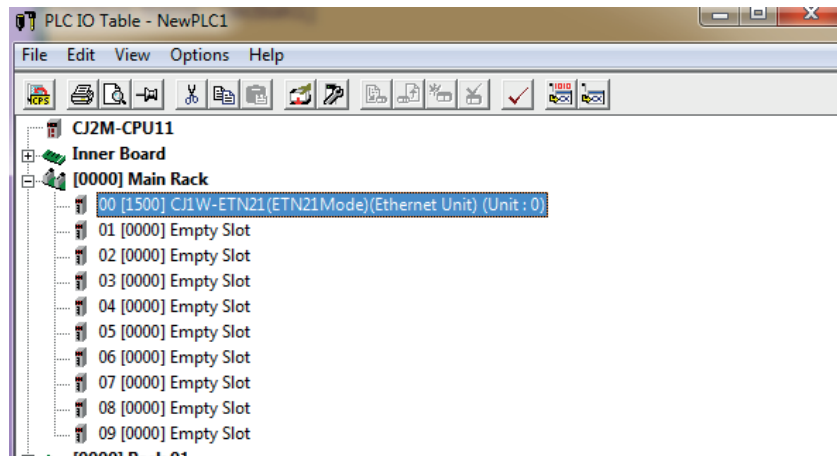 PLC IO Table - NewPLC1
File Edit View Options Help
CJ2M-CPU11
Inner Board
[0000] Main Rack
00 [1500] CJ1W-ETN21(ETN21Mode)(Ethernet Unit) (Unit : 0)
01 [0000] Empty Slot
02 [0000] Empty Slot
03 [0000] Empty Slot
04 [0000] Empty Slot
05 [0000] Empty Slot
06 [0000] Empty Slot
07 [0000] Empty Slot
08 [0000] Empty Slot
09 [0000] Empty Slot